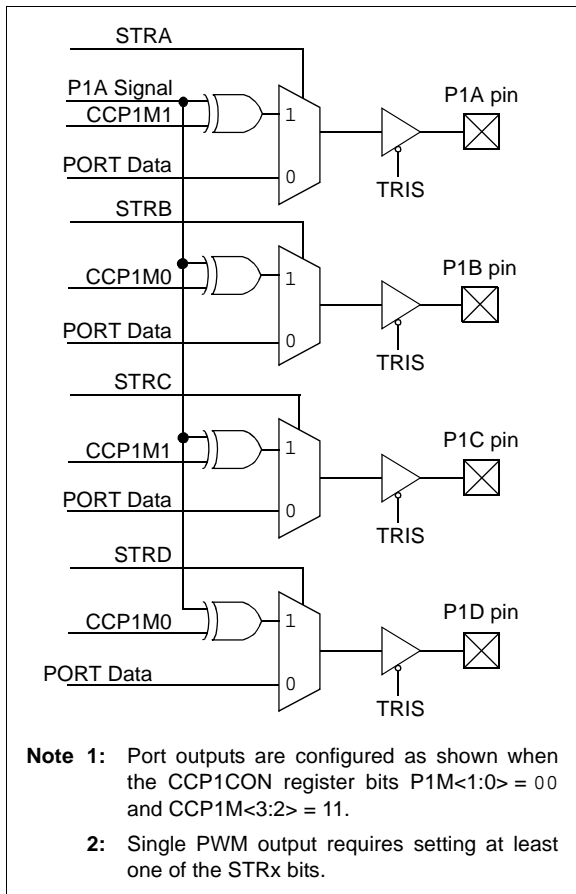 STRA
P1A Signal
P1A pin
CCP1M1
1
PORT Data
0
TRIS
STRB
P1B pin
CCP1M0
1
PORT Data
0
TRIS
STRC
P1C pin
CCP1M1
1
PORT Data
0
TRIS
STRD
P1D pin
CCP1M0
1
PORT Data
0
TRIS
Note 1: Port outputs are configured as shown when
the CCP1CON register bits P1M<1:0> = 00
and CCP1M<3:2> = 11.
2: Single PWM output requires setting at least
one of the STRx bits.